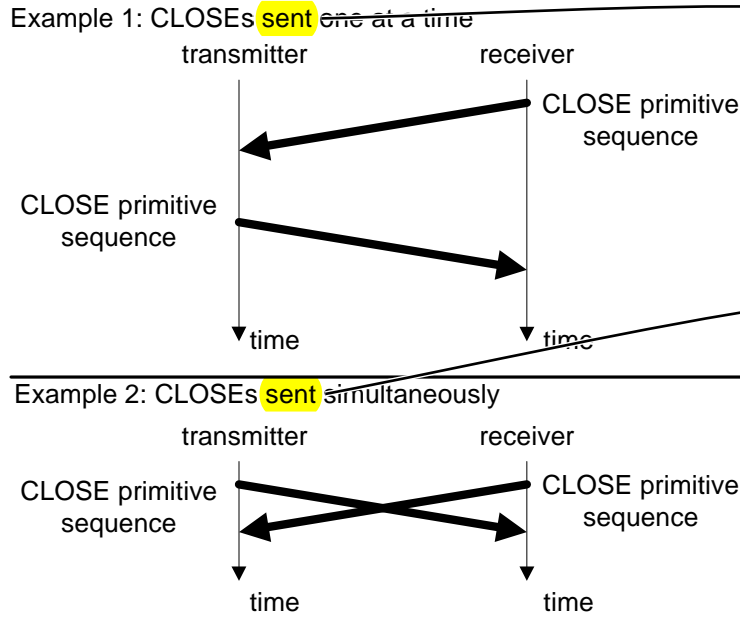 Example 1: CLOSEs sent one at a time
transmitter
receiver
CLOSE primitive
sequence
CLOSE primitive
sequence
time
time
Example 2: CLOSEs sent simultaneously
transmitter
receiver
CLOSE primitive
sequence
CLOSE primitive
sequence
time
time